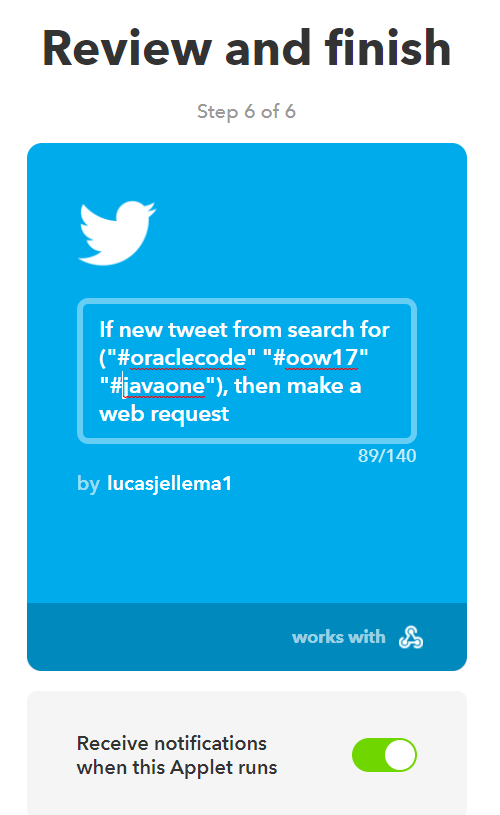 Review and finish
Step 6 of 6
If new tweet from search for
("#oraclecode" "#oow17"
"#javaone"), then make a
web request
89/140
by lucasjellema1
works with
Receive notifications
when this Applet runs